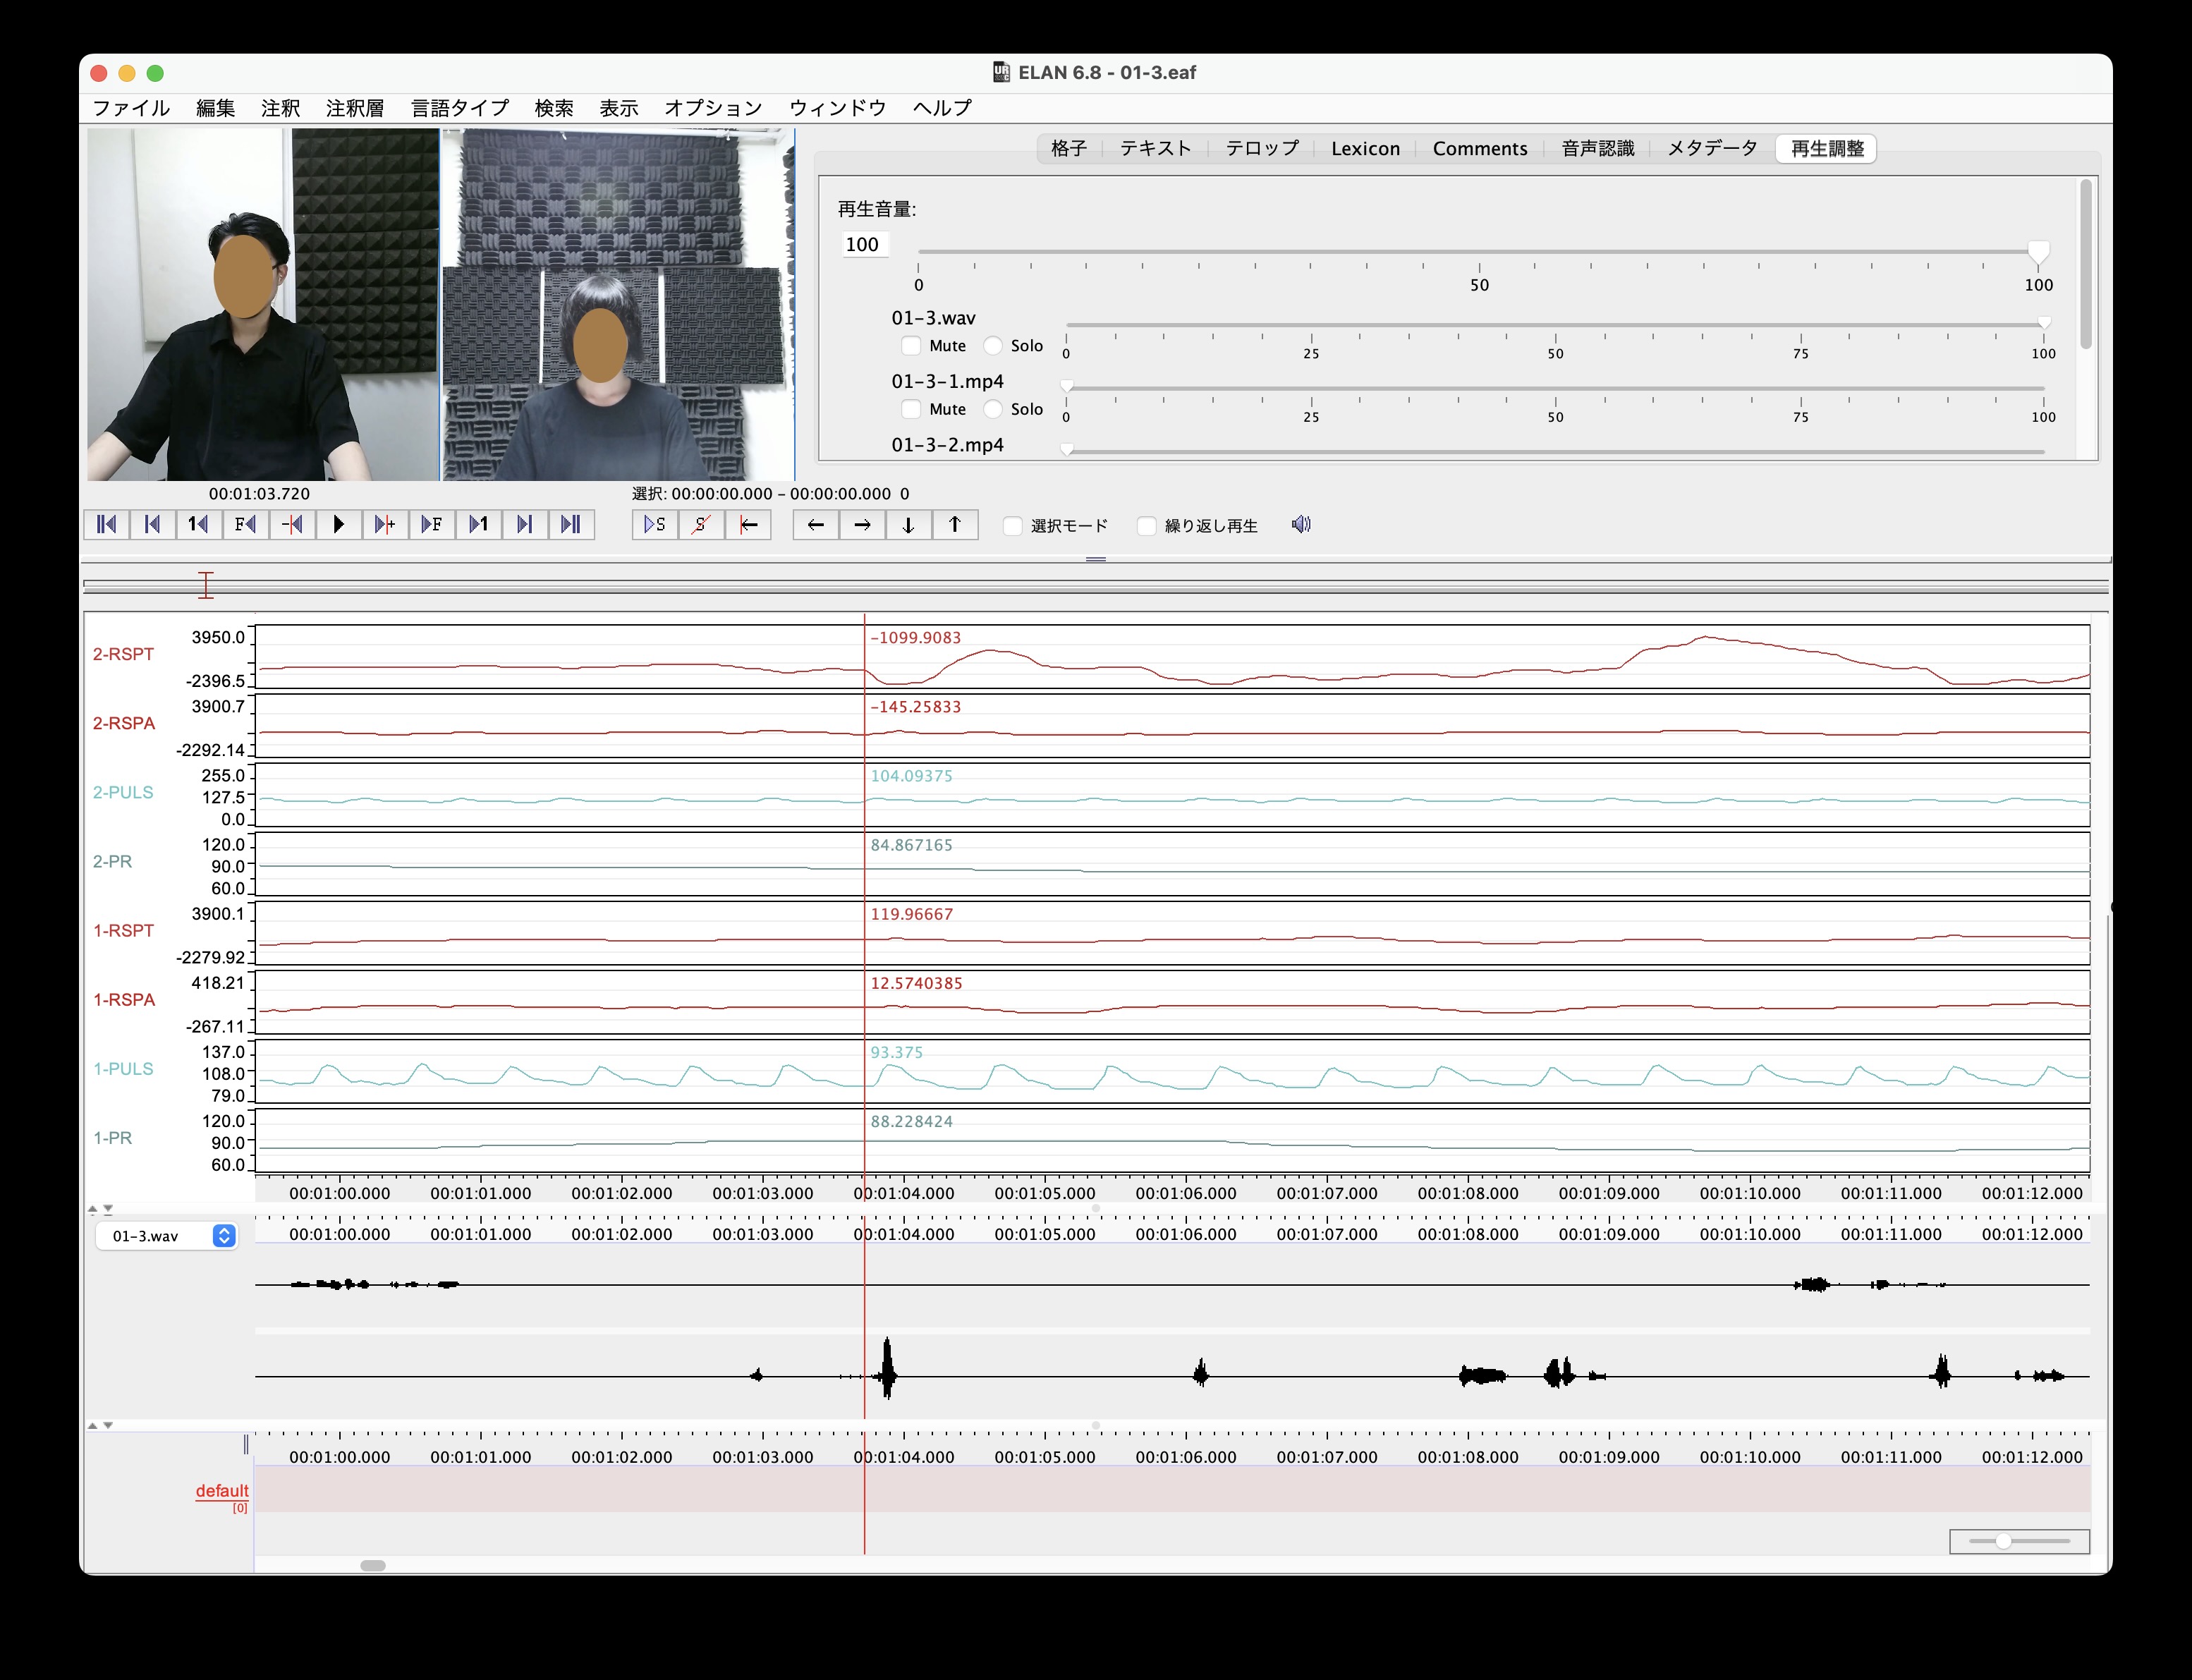 ELAN 6.8 - 01-3.eaf
ファイル 編集 注釈 注釈層 言語タイプ 検索 表示 オプション ウィンドウ ヘルプ
格子 テキスト テロップ Lexicon Comments 音声認識 メタデータ 再生調整
再生音量:
100
0 50 100
01-3.wav
Mute Solo
0 25 50 75 100
01-3-1.mp4
Mute Solo
0 25 50 75 100
01-3-2.mp4
00:01:03.720
選択: 00:00:00.000 - 00:00:00.000 0
1 F F 1 S S 選択モード 繰り返し再生
2-RSPT 3950.0 -2396.5 -1099.9083
2-RSPA 3900.7 -2292.14 -145.25833
2-PULS 255.0 127.5 0.0 104.09375
2-PR 120.0 90.0 60.0 84.867165
1-RSPT 3900.1 -2279.92 119.96667
1-RSPA 418.21 -267.11 12.5740385
1-PULS 137.0 108.0 79.0 93.375
1-PR 120.0 90.0 60.0 88.228424
00:01:00.000 00:01:01.000 00:01:02.000 00:01:03.000 00:01:04.000 00:01:05.000 00:01:06.000 00:01:07.000 00:01:08.000 00:01:09.000 00:01:10.000 00:01:11.000 00:01:12.000
01-3.wav
00:01:00.000 00:01:01.000 00:01:02.000 00:01:03.000 00:01:04.000 00:01:05.000 00:01:06.000 00:01:07.000 00:01:08.000 00:01:09.000 00:01:10.000 00:01:11.000 00:01:12.000
00:01:00.000 00:01:01.000 00:01:02.000 00:01:03.000 00:01:04.000 00:01:05.000 00:01:06.000 00:01:07.000 00:01:08.000 00:01:09.000 00:01:10.000 00:01:11.000 00:01:12.000
default
[0]